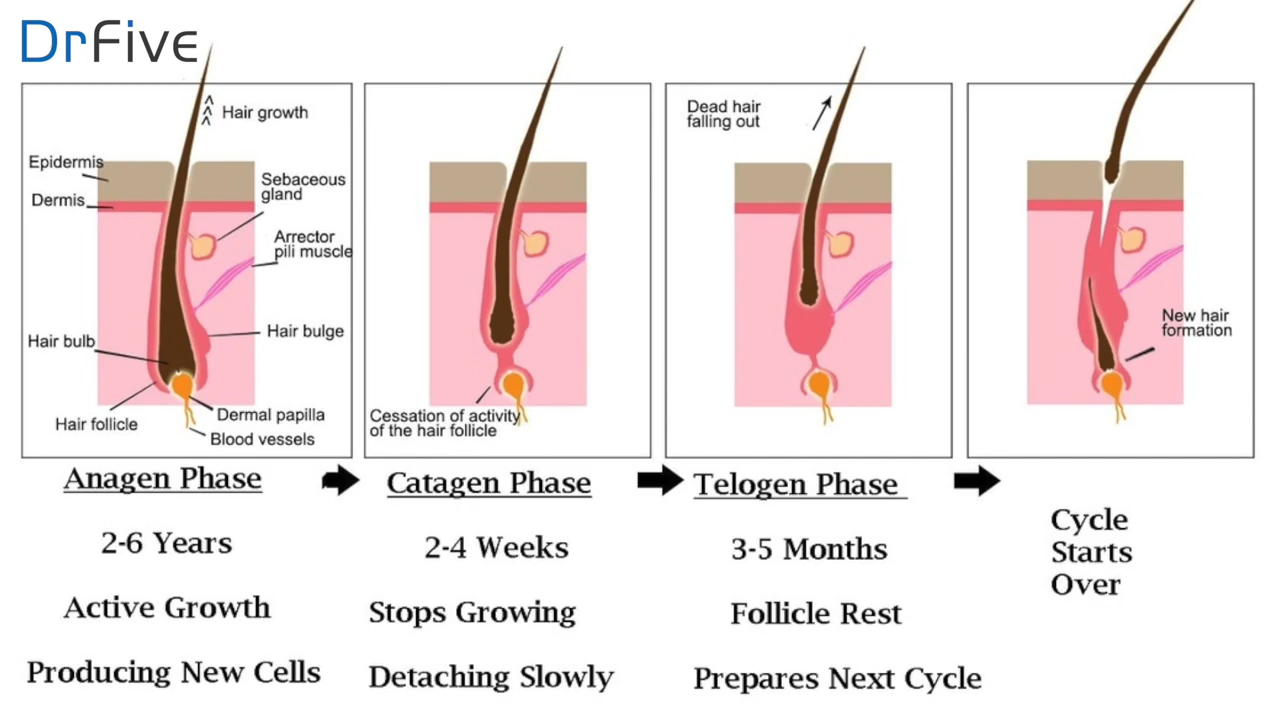 DrFive
Hair growth
Epidermis
Dermis
Sebaceous
gland
Arrector
pili muscle
Hair bulge
Hair bulb
Hair follicle
Dermal papilla
Blood vessels
Cessation of activity
of the hair follicle
Dead hair
falling out
New hair
formation
Anagen Phase
2-6 Years
Active Growth
Producing New Cells
Catagen Phase
2-4 Weeks
Stops Growing
Detaching Slowly
Telogen Phase
3-5 Months
Follicle Rest
Prepares Next Cycle
Cycle
Starts
Over